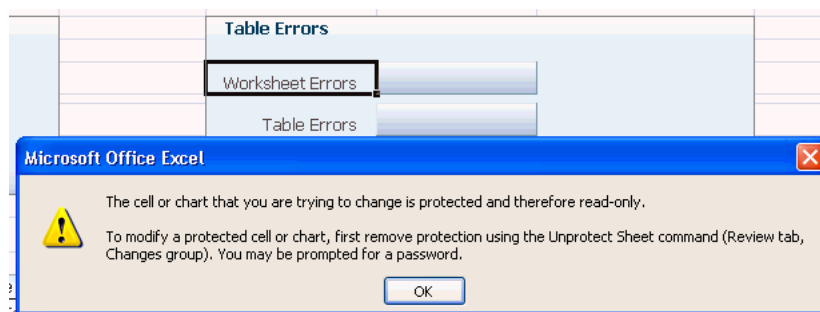 Table Errors
Worksheet Errors
Table Errors
Microsoft Office Excel
The cell or chart that you are trying to change is protected and therefore read-only.
To modify a protected cell or chart, first remove protection using the Unprotect Sheet command (Review tab,
Changes group). You may be prompted for a password.
OK